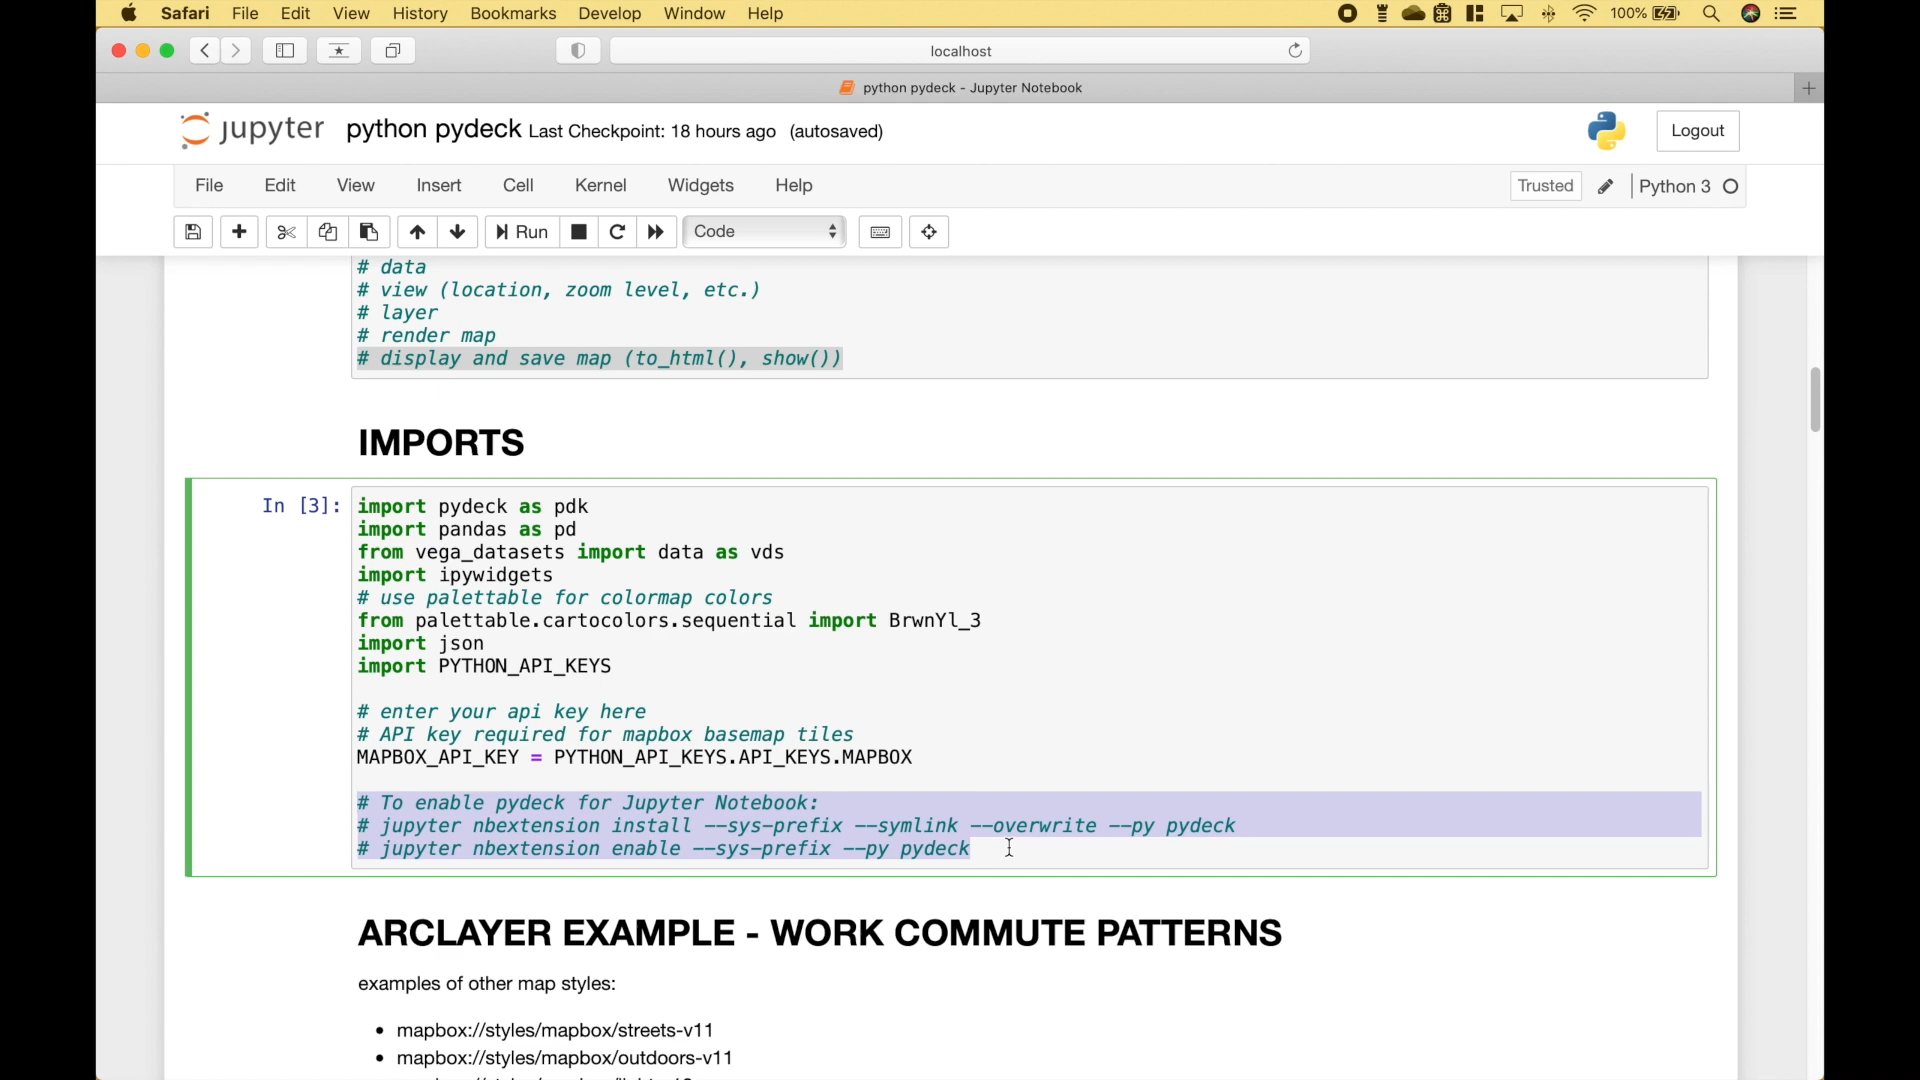 Safari File Edit View History Bookmarks Develop Window Help 100%
localhost
python pydeck - Jupyter Notebook
jupyter python pydeck Last Checkpoint: 18 hours ago (autosaved) Logout
File Edit View Insert Cell Kernel Widgets Help Trusted Python 3
Run Code
# data
# view (location, zoom level, etc.)
# layer
# render map
# display and save map (to_html(), show())
IMPORTS
In [3]: import pydeck as pdk
import pandas as pd
from vega_datasets import data as vds
import ipywidgets
# use palettable for colormap colors
from palettable.cartocolors.sequential import BrwnYl_3
import json
import PYTHON_API_KEYS
# enter your api key here
# API key required for mapbox basemap tiles
MAPBOX_API_KEY = PYTHON_API_KEYS.API_KEYS.MAPBOX
# To enable pydeck for Jupyter Notebook:
# jupyter nbextension install --sys-prefix --symlink --overwrite --py pydeck
# jupyter nbextension enable --sys-prefix --py pydeck
ARCLAYER EXAMPLE - WORK COMMUTE PATTERNS
examples of other map styles:
• mapbox://styles/mapbox/streets-v11
• mapbox://styles/mapbox/outdoors-v11